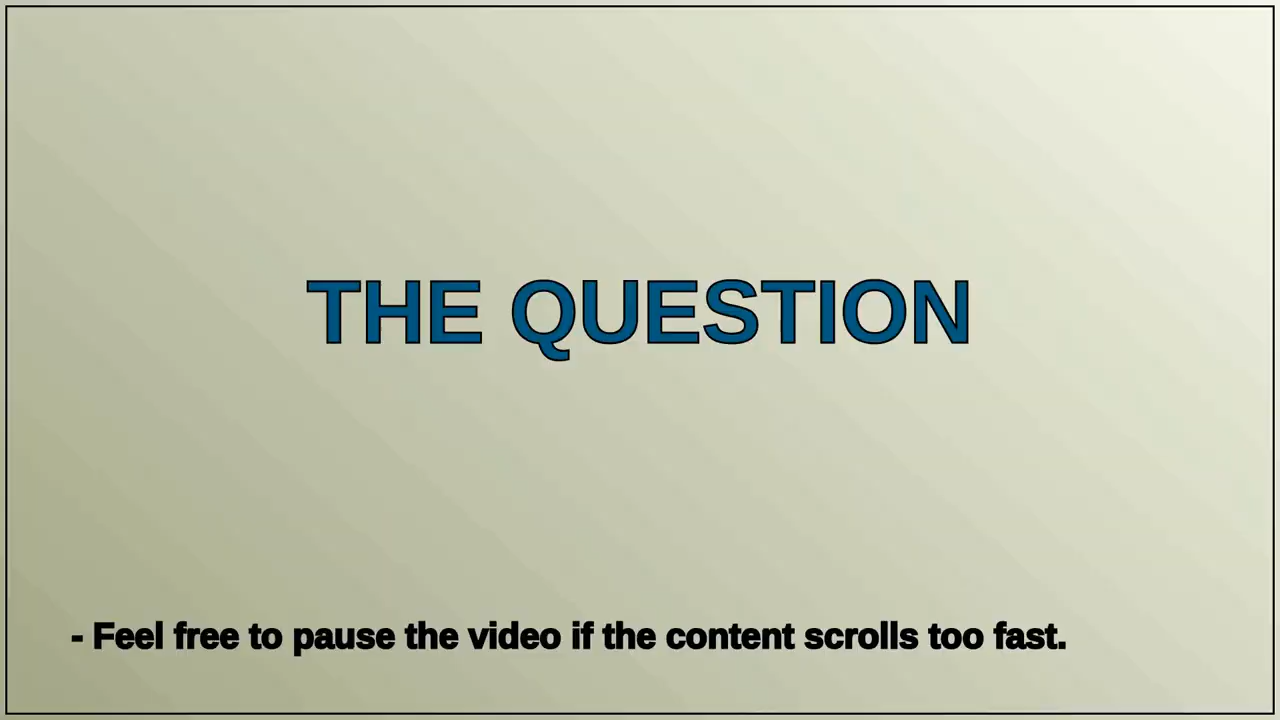 THE QUESTION
- Feel free to pause the video if the content scrolls too fast.